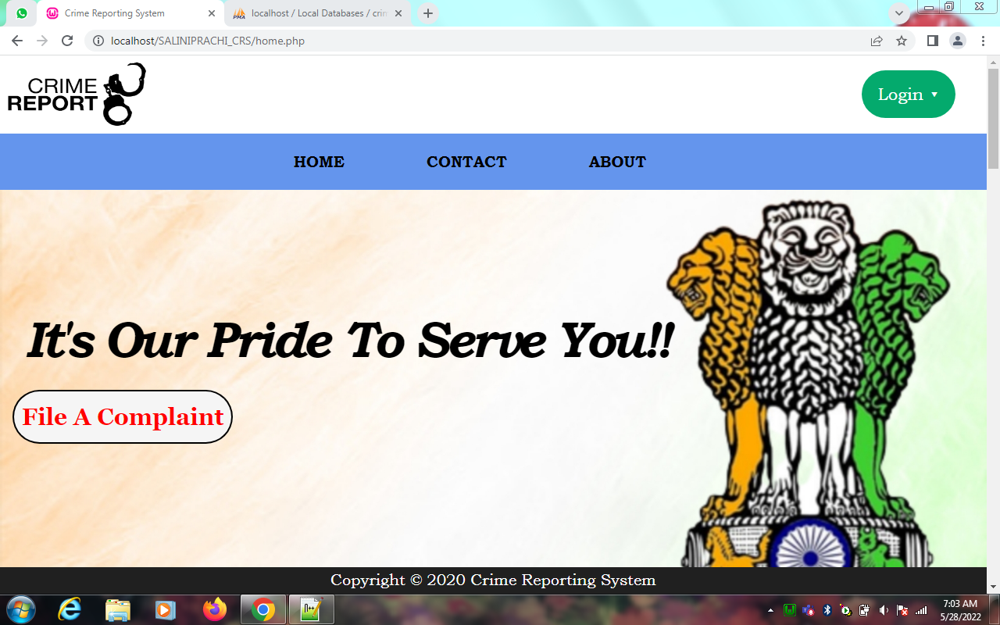 Crime Reporting System
localhost / Local Databases / crim
localhost/SALINIPRACHI_CRS/home.php
CRIME
REPORT
Login
HOME CONTACT ABOUT
It's Our Pride To Serve You!!
File A Complaint
Copyright © 2020 Crime Reporting System
7:03 AM
5/28/2022